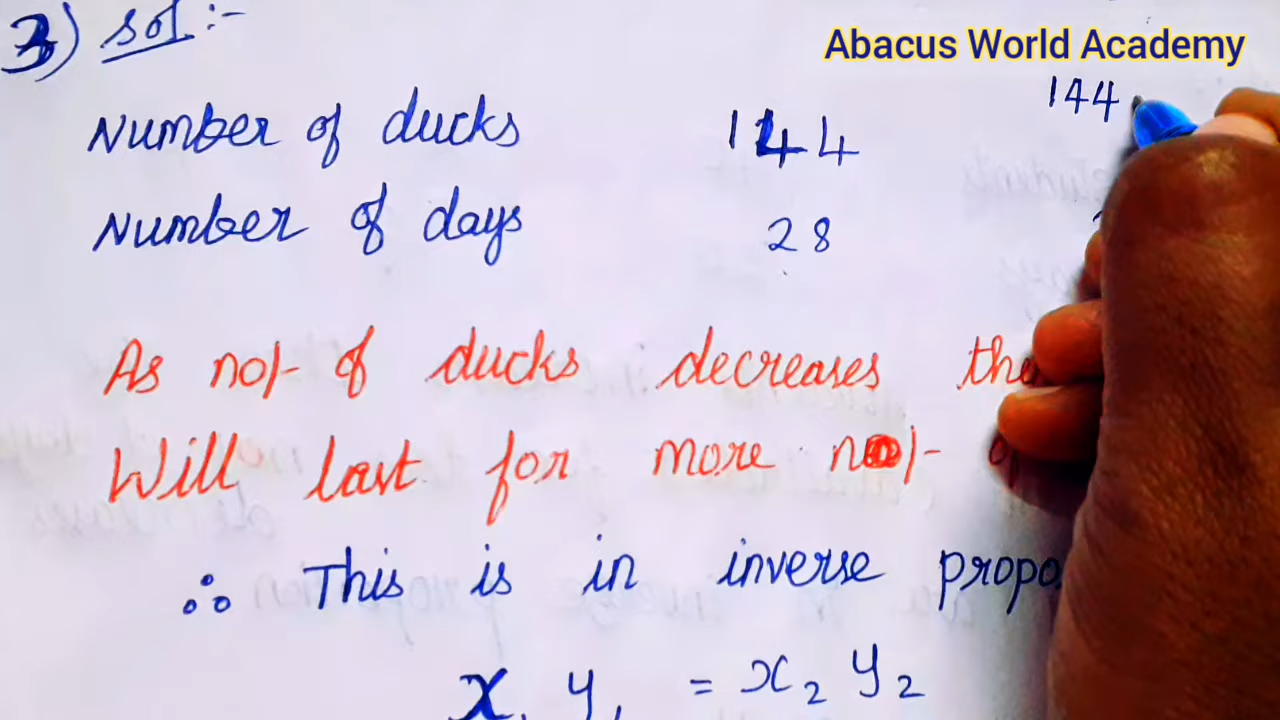 3) sol :-
Abacus World Academy
Number of ducks 144 144
Number of days 28
As no/- of ducks decreases the
Will last for more no/-
∴ This is in inverse propo
x₁ y₁ = x₂ y₂